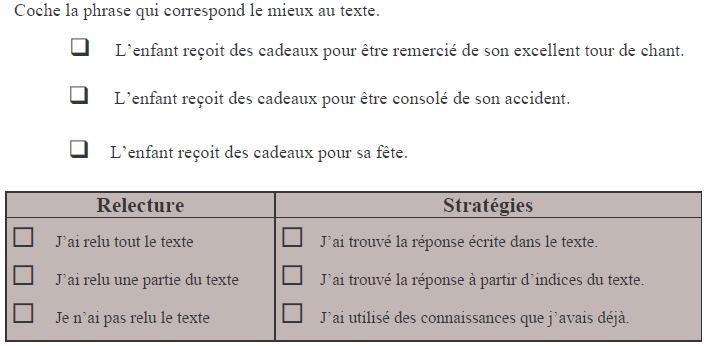 Coche la phrase qui correspond le mieux au texte.
L'enfant reçoit des cadeaux pour être remercié de son excellent tour de chant.
L'enfant reçoit des cadeaux pour être consolé de son accident.
L'enfant reçoit des cadeaux pour sa fête.
Relecture
Stratégies
J'ai relu tout le texte
J'ai trouvé la réponse écrite dans le texte.
J'ai relu une partie du texte
J'ai trouvé la réponse à partir d'indices du texte.
Je n'ai pas relu le texte
J'ai utilisé des connaissances que j'avais déjà.